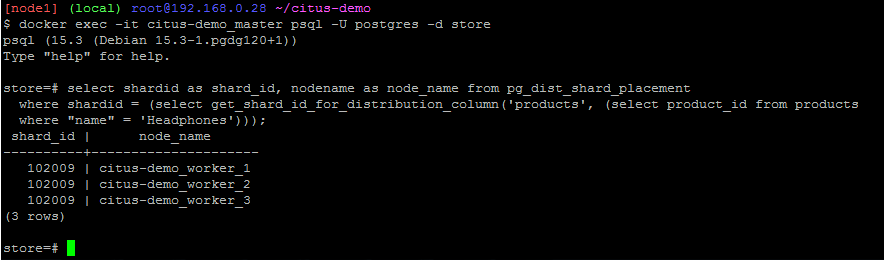 [node1] (local) root@192.168.0.28 ~/citus-demo
$ docker exec -it citus-demo_master psql -U postgres -d store
psql (15.3 (Debian 15.3-1.pgdg120+1))
Type "help" for help.

store=# select shardid as shard_id, nodename as node_name from pg_dist_shard_placement
  where shardid = (select get_shard_id_for_distribution_column('products', (select product_id from products
  where "name" = 'Headphones')));
 shard_id |      node_name
----------+---------------------
   102009 | citus-demo_worker_1
   102009 | citus-demo_worker_2
   102009 | citus-demo_worker_3
(3 rows)

store=#